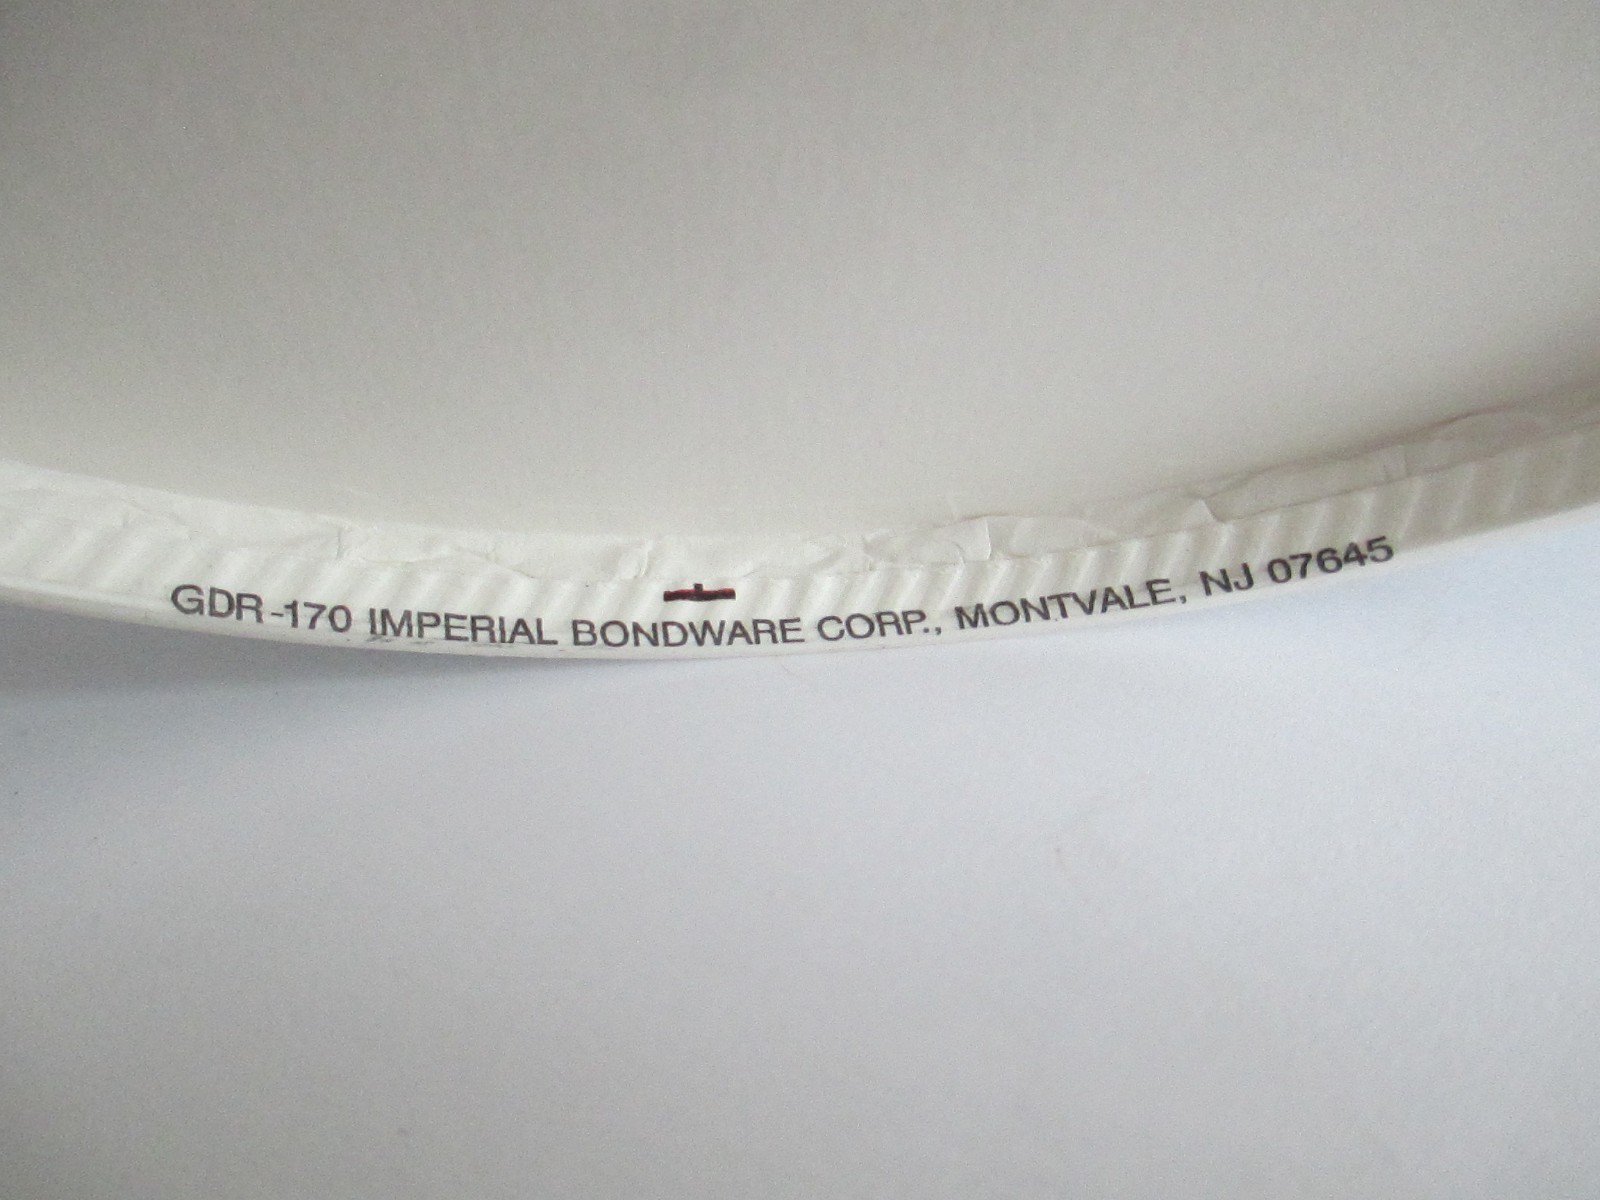 GDR-170 IMPERIAL BONDWARE CORP., MONTVALE, NJ 07645